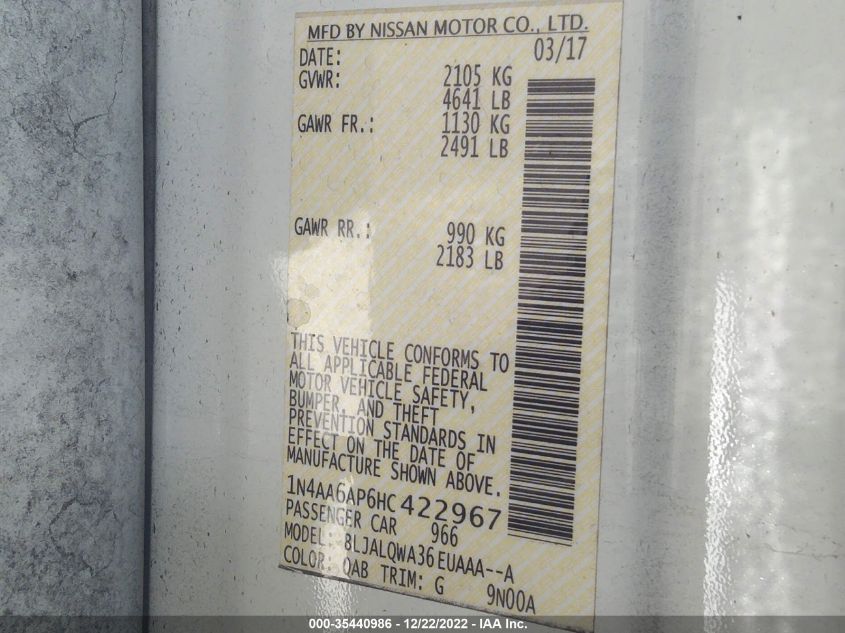 MFD BY NISSAN MOTOR CO., LTD.
DATE: 03/17
GVWR: 2105 KG
4641 LB
GAWR FR.: 1130 KG
2491 LB
GAWR RR.: 990 KG
2183 LB
THIS VEHICLE CONFORMS TO
ALL APPLICABLE FEDERAL
MOTOR VEHICLE SAFETY,
BUMPER, AND THEFT
PREVENTION STANDARDS IN
EFFECT ON THE DATE OF
MANUFACTURE SHOWN ABOVE.
1N4AA6AP6HC422967
PASSENGER CAR 966
MODEL: BLJALQWA36EUAAA--A
COLOR: QAB TRIM: G 9N00A
000-35440986 - 12/22/2022 - IAA Inc.